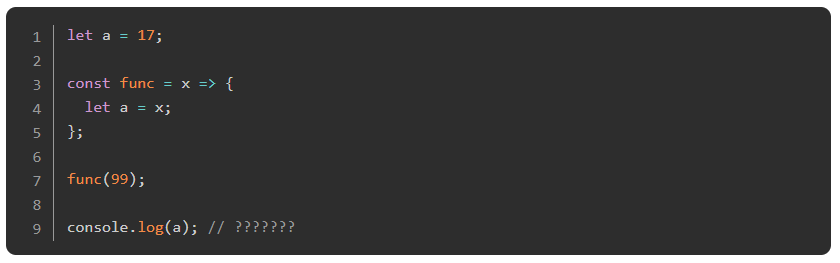 1 let a = 17;
2
3 const func = x => {
4   let a = x;
5 };
6
7 func(99);
8
9 console.log(a); // ???????